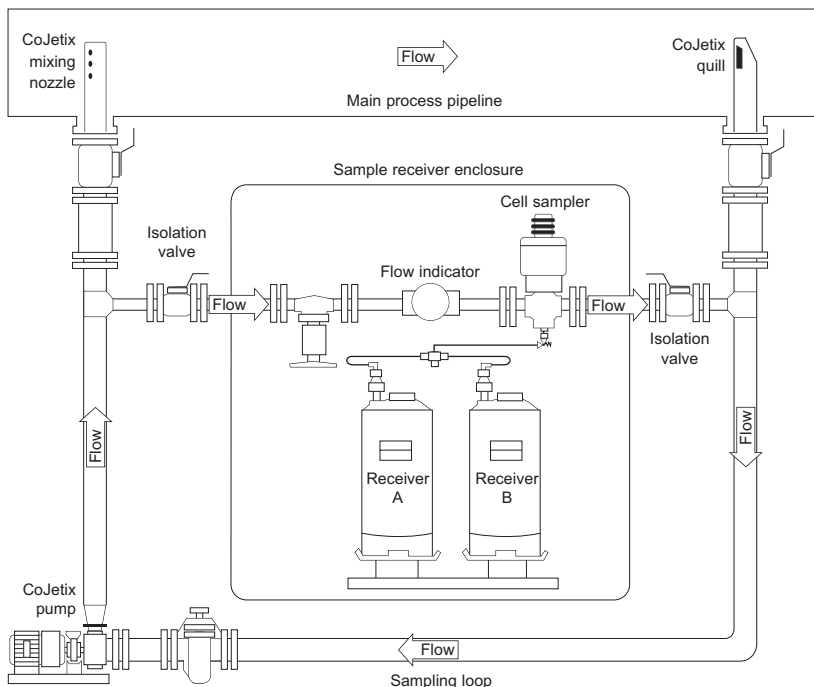 CoJetix
mixing
nozzle
Flow
CoJetix
quill
Main process pipeline
Sample receiver enclosure
Cell sampler
Isolation
valve
Flow indicator
Flow
Flow
Isolation
valve
Flow
Flow
Receiver
A
Receiver
B
CoJetix
pump
Flow
Sampling loop